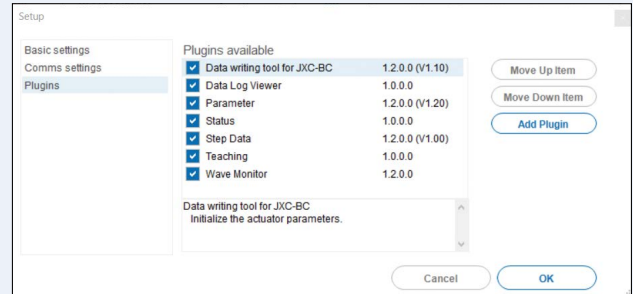 Setup
Basic settings
Comms settings
Plugins
Plugins available
Data writing tool for JXC-BC 1.2.0.0 (V1.10)
Data Log Viewer 1.0.0.0
Parameter 1.2.0.0 (V1.20)
Status 1.0.0.0
Step Data 1.2.0.0 (V1.00)
Teaching 1.0.0.0
Wave Monitor 1.2.0.0
Data writing tool for JXC-BC
Initialize the actuator parameters.
Move Up Item
Move Down Item
Add Plugin
Cancel
OK